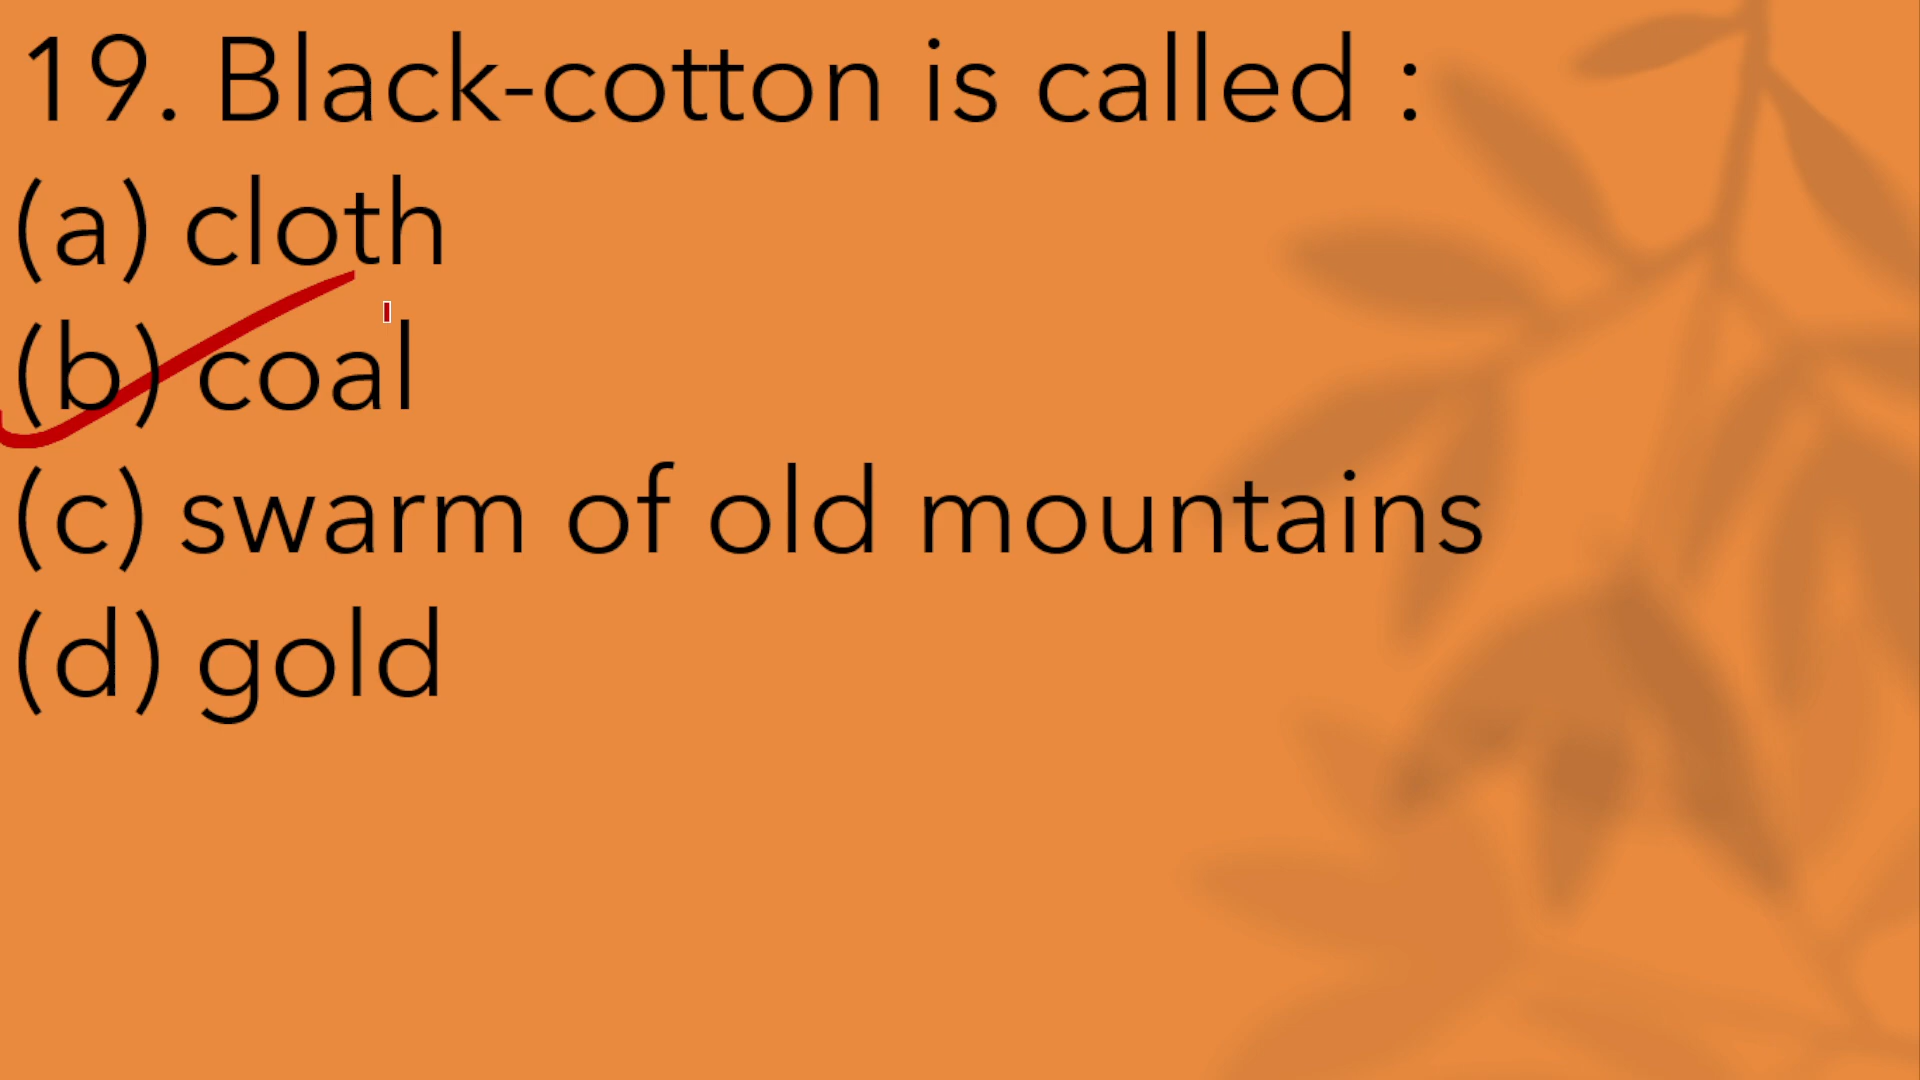 19. Black-cotton is called :
(a) cloth
(b) coal
(c) swarm of old mountains
(d) gold